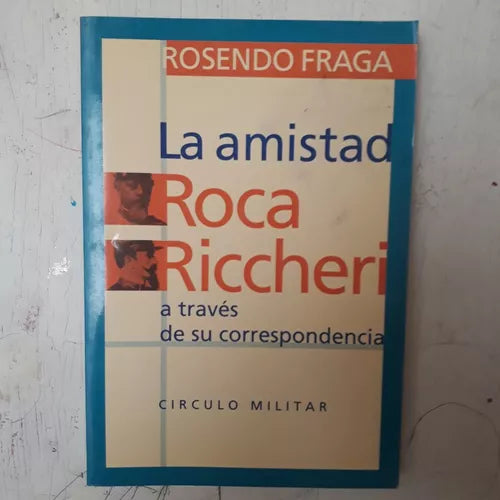 ROSENDO FRAGA
La amistad
Roca
Riccheri
a través
de su correspondencia
CIRCULO MILITAR